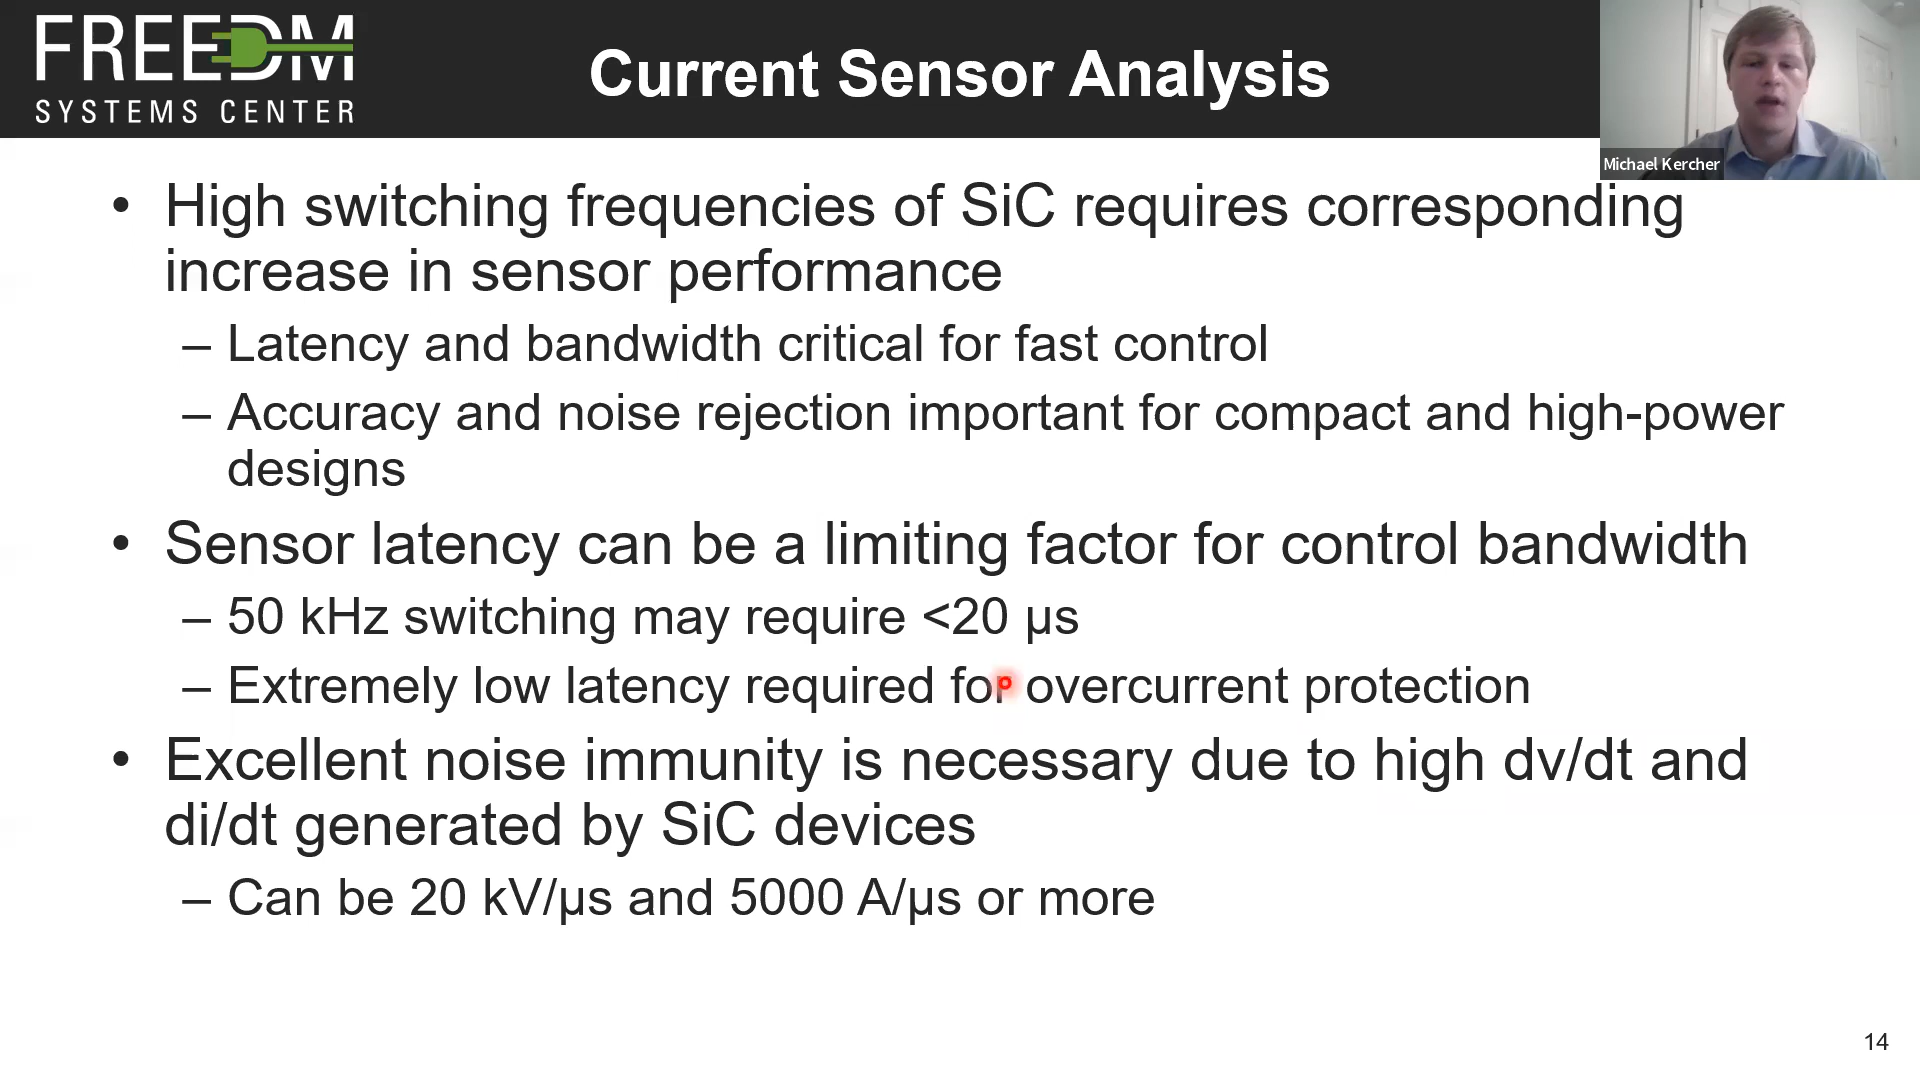 FREEDM
SYSTEMS CENTER
Current Sensor Analysis
Michael Kercher
• High switching frequencies of SiC requires corresponding
increase in sensor performance
– Latency and bandwidth critical for fast control
– Accuracy and noise rejection important for compact and high-power
designs
• Sensor latency can be a limiting factor for control bandwidth
– 50 kHz switching may require <20 µs
– Extremely low latency required for overcurrent protection
• Excellent noise immunity is necessary due to high dv/dt and
di/dt generated by SiC devices
– Can be 20 kV/µs and 5000 A/µs or more
14